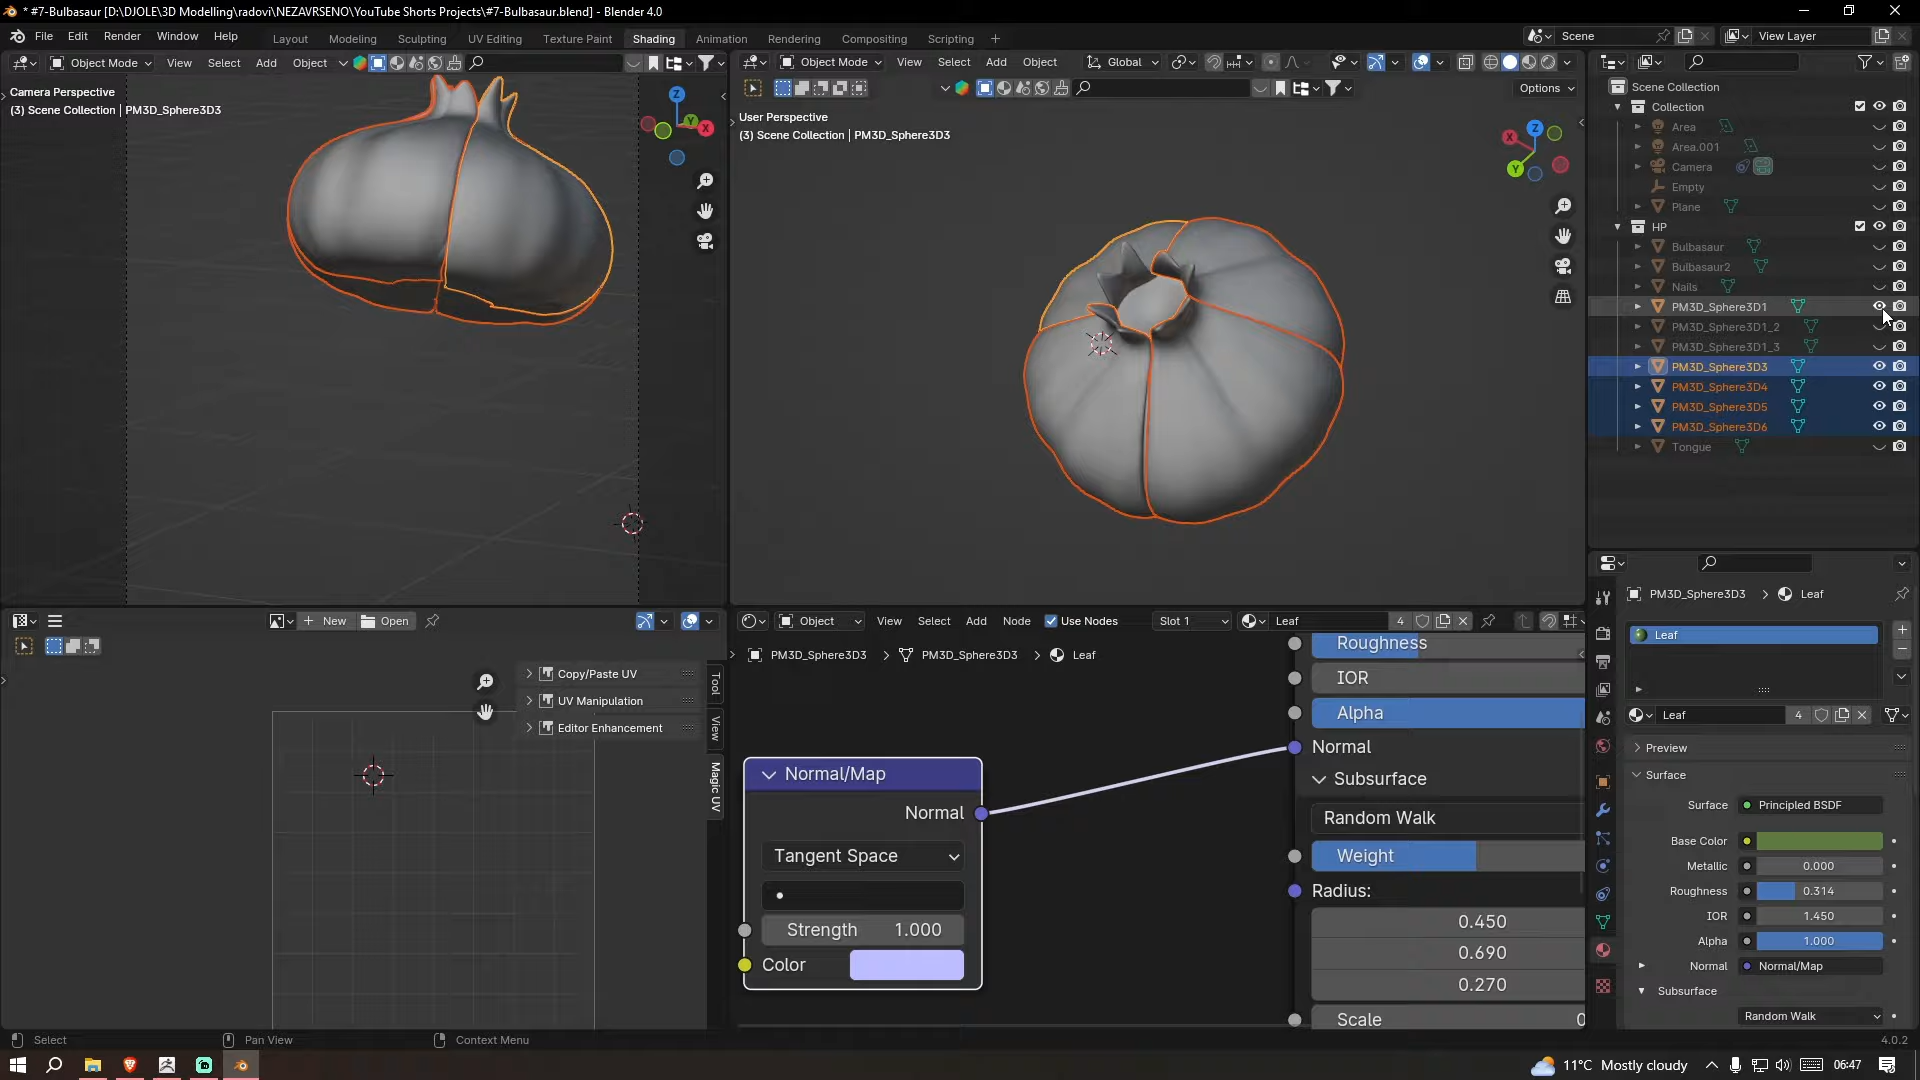 * #7-Bulbasaur [D:\DJOLE\3D Modelling\radovi\NEZAVRSENO\YouTube Shorts Projects\#7-Bulbasaur.blend] - Blender 4.0
File Edit Render Window Help Layout Modeling Sculpting UV Editing Texture Paint Shading Animation Rendering Compositing Scripting + Scene View Layer
Object Mode View Select Add Object
Object Mode View Select Add Object Global
Options
Camera Perspective
(3) Scene Collection | PM3D_Sphere3D3
User Perspective
(3) Scene Collection | PM3D_Sphere3D3
Z
Y
X
Z
X
Y
Scene Collection
Collection
Area
Area.001
Camera
Empty
Plane
HP
Bulbasaur
Bulbasaur2
Nails
PM3D_Sphere3D1
PM3D_Sphere3D1_2
PM3D_Sphere3D1_3
PM3D_Sphere3D3
PM3D_Sphere3D4
PM3D_Sphere3D5
PM3D_Sphere3D6
Tongue
New Open
Copy/Paste UV
UV Manipulation
Editor Enhancement
Tool
View
Magic UV
Object View Select Add Node Use Nodes Slot 1 Leaf 4
PM3D_Sphere3D3 > PM3D_Sphere3D3 > Leaf
Normal/Map
Normal
Tangent Space
Strength 1.000
Color
Roughness
IOR
Alpha
Normal
Subsurface
Random Walk
Weight
Radius:
0.450
0.690
0.270
Scale 0
PM3D_Sphere3D3 > Leaf
Leaf
Leaf 4
Preview
Surface
Surface Principled BSDF
Base Color
Metallic 0.000
Roughness 0.314
IOR 1.450
Alpha 1.000
Normal Normal/Map
Subsurface
Random Walk
Select Pan View Context Menu 4.0.2
11°C Mostly cloudy 06:47